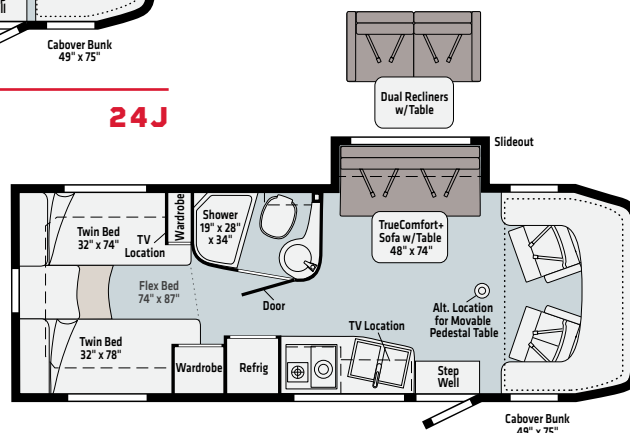 Cabover Bunk
49" x 75"
24J
Dual Recliners
w/Table
Slideout
Wardrobe
Shower
19" x 28"
x 34"
Twin Bed
32" x 74"
TV
Location
TrueComfort+
Sofa w/Table
48" x 74"
Flex Bed
74" x 87"
Door
Alt. Location
for Movable
Pedestal Table
TV Location
Twin Bed
32" x 78"
Wardrobe
Refrig
Step
Well
Cabover Bunk
49" x 75"